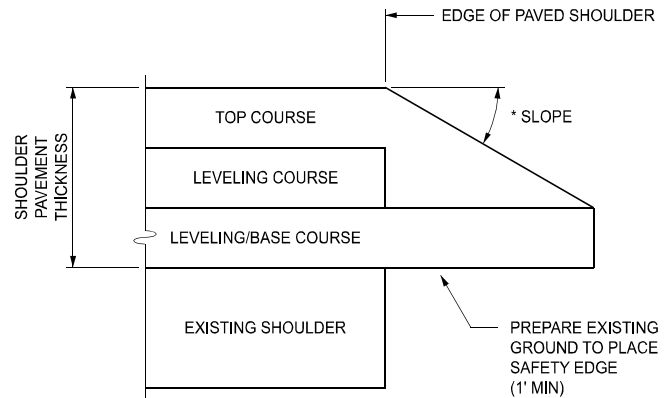 EDGE OF PAVED SHOULDER
TOP COURSE
* SLOPE
SHOULDER
PAVEMENT
THICKNESS
LEVELING COURSE
LEVELING/BASE COURSE
EXISTING SHOULDER
PREPARE EXISTING
GROUND TO PLACE
SAFETY EDGE
(1' MIN)